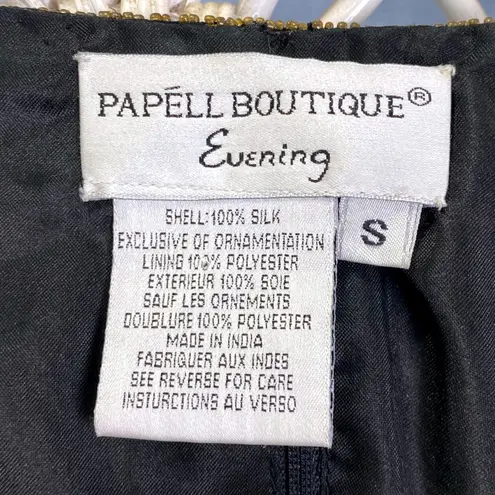 PAPÉLL BOUTIQUE®
Evening
S
SHELL:100% SILK
EXCLUSIVE OF ORNAMENTATION
LINING 100% POLYESTER
EXTERIEUR 100% SOIE
SAUF LES ORNEMENTS
DOUBLURE 100% POLYESTER
MADE IN INDIA
FABRIQUER AUX INDES
SEE REVERSE FOR CARE
INSTURCTIONS AU VERSO